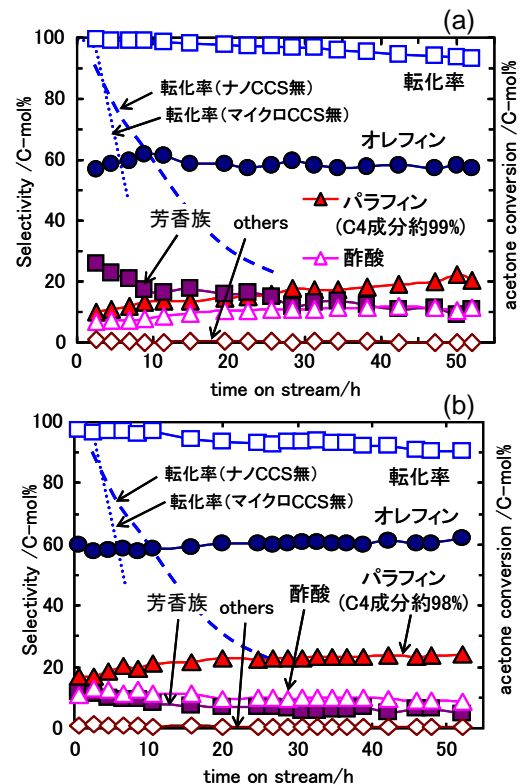 (a)
100
80
60
40
20
0
Selectivity /C-mol%
acetone conversion /C-mol%
転化率
転化率(ナノCCS無)
転化率(マイクロCCS無)
オレフィン
パラフィン
(C4成分約99%)
芳香族
others
酢酸
0 10 20 30 40 50
time on stream/h
(b)
100
80
60
40
20
0
Selectivity /C-mol%
acetone conversion /C-mol%
転化率
転化率(ナノCCS無)
転化率(マイクロCCS無)
オレフィン
パラフィン
(C4成分約98%)
芳香族
others
酢酸
0 10 20 30 40 50
time on stream/h